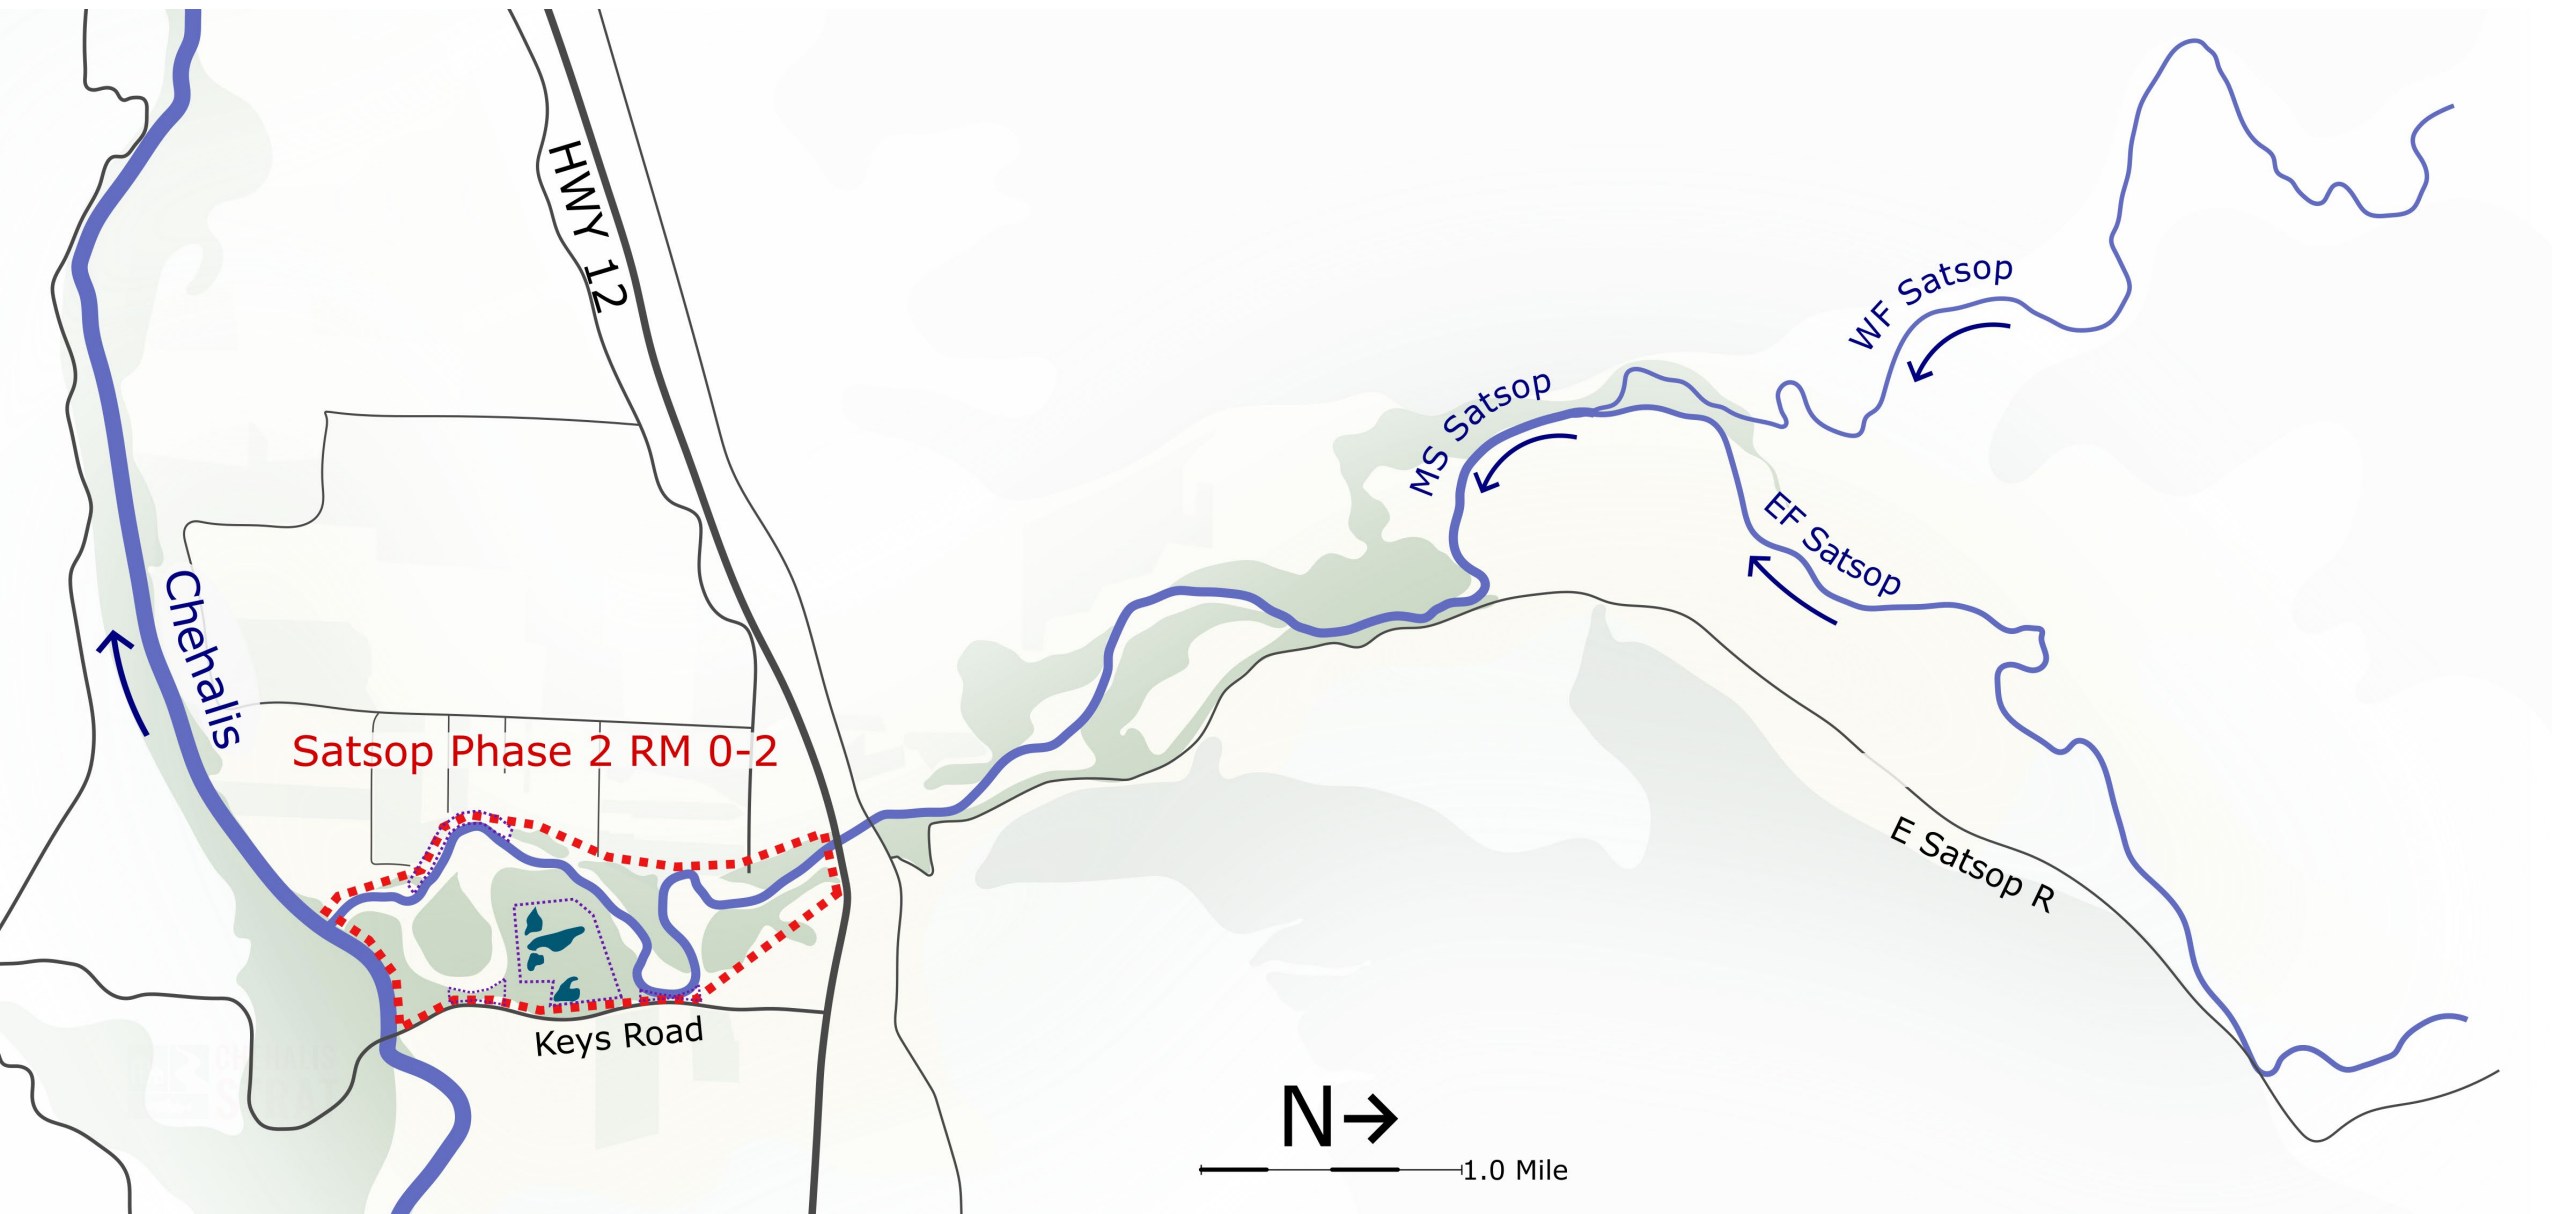 HWY 12
WF Satsop
MS Satsop
EF Satsop
Chehalis
Satsop Phase 2 RM 0-2
E Satsop R
Keys Road
N→
1.0 Mile